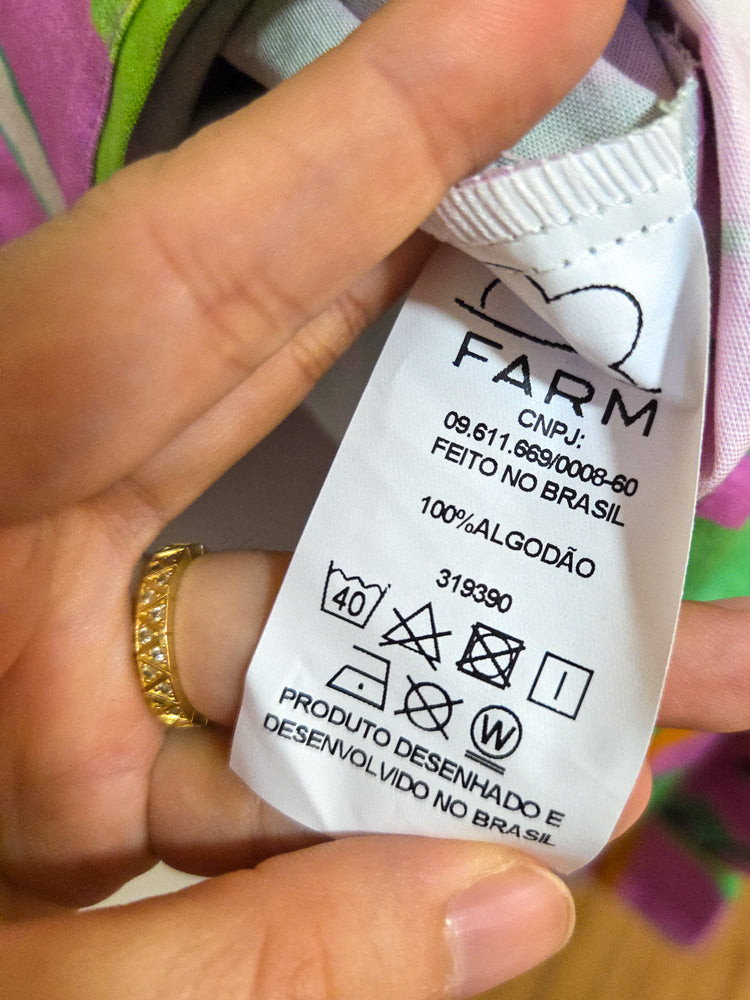 FARM
CNPJ:
09.611.669/0008-60
FEITO NO BRASIL
100%ALGODÃO
319390
40
W
PRODUTO DESENHADO E
DESENVOLVIDO NO BRASIL